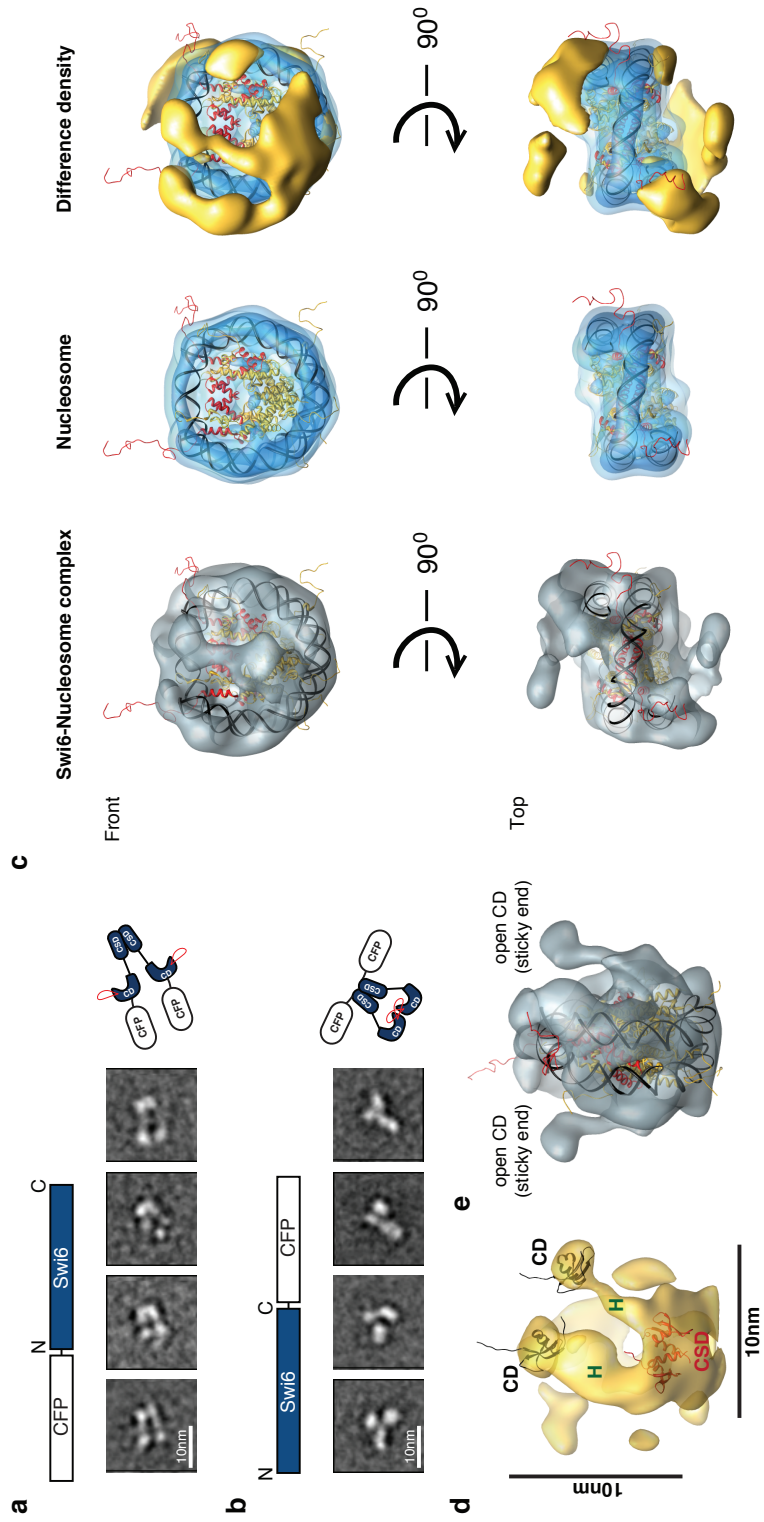 a
CFP
N
Swi6
C
10nm
CFP
CFP
CD
CD
CSD
CSD
b
N
Swi6
C
CFP
10nm
CFP
CFP
CSD
CSD
CD
CD
c
Swi6-Nucleosome complex
Nucleosome
Difference density
Front
90⁰
90⁰
90⁰
Top
d
10nm
CD
CD
H
H
CSD
10nm
e
open CD
(sticky end)
open CD
(sticky end)